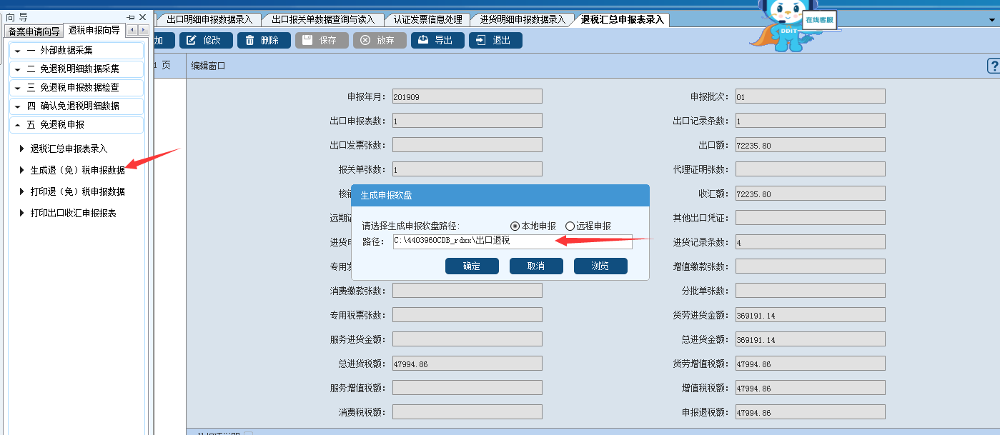 向 导
备案申请向导 退税申报向导
一 外部数据采集
二 免退税明细数据采集
三 免退税申报数据检查
四 确认免退税明细数据
五 免退税申报
退税汇总申报表录入
生成退（免）税申报数据
打印退（免）税申报数据
打印出口收汇申报报表
出口明细申报数据录入 出口报关单数据查询与读入 认证发票信息处理 进货明细申报数据录入 退税汇总申报表录入
DDIT
在线客服
加 修改 删除 保存 放弃 导出 退出
页 编辑窗口 ?
申报年月： 201909 申报批次： 01
出口申报表数： 1 出口记录条数： 1
出口发票张数： 出口额： 72235.80
报关单张数： 1 代理证明张数：
收汇额： 72235.80
其他出口凭证：
进货记录条数： 4
增值缴款张数：
生成申报软盘
请选择生成申报软盘路径： 本地申报 远程申报
路径： C:\440396OCDB_rdxx\出口退税
确定 取消 浏览
消费缴款张数： 分批单张数：
专用税票张数： 货劳进货金额： 369191.14
服务进货金额： 总进货金额： 369191.14
总进货税额： 47994.86 货劳增值税额： 47994.86
服务增值税额： 增值税税额： 47994.86
消费税税额： 申报退税额： 47994.86